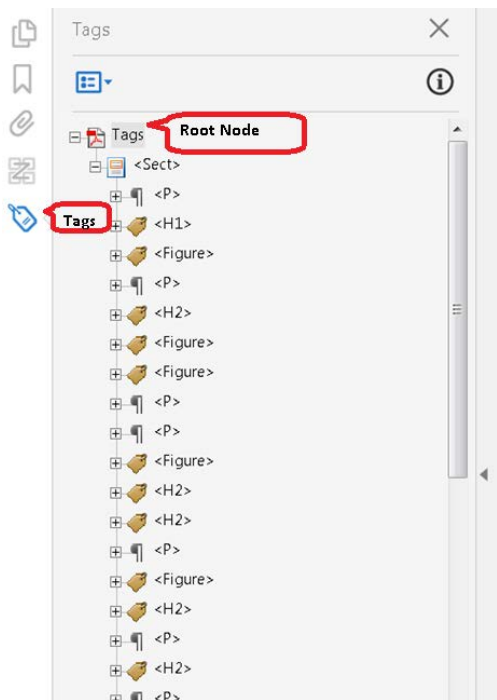 Tags
Tags
Root Node
<Sect>
<P>
Tags
<H1>
<Figure>
<P>
<H2>
<Figure>
<Figure>
<P>
<P>
<Figure>
<H2>
<H2>
<P>
<Figure>
<H2>
<P>
<H2>
<P>